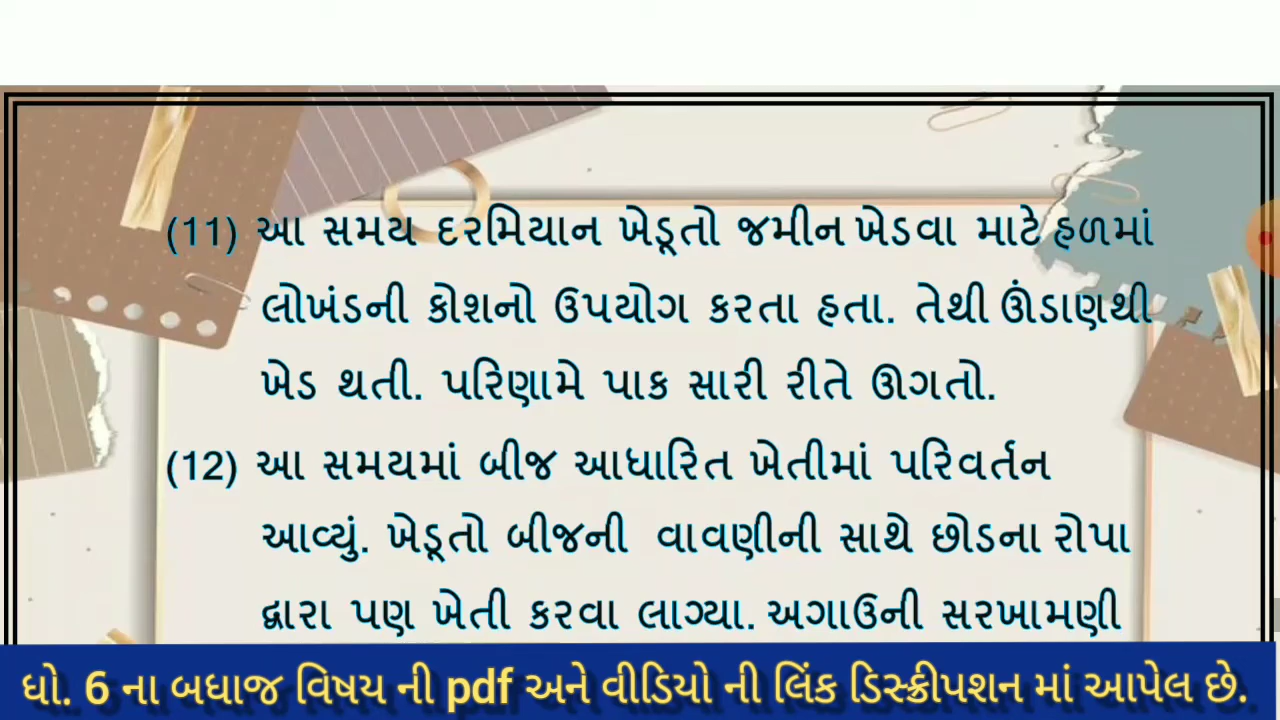 (11) આ સમય દરમિયાન ખેડૂતો જમીન ખેડવા માટે હળમાં
લોખંડની કોશનો ઉપયોગ કરતા હતા. તેથી ઊંડાણથી
ખેડ થતી. પરિણામે પાક સારી રીતે ઊગતો.
(12) આ સમયમાં બીજ આધારિત ખેતીમાં પરિવર્તન
આવ્યું. ખેડૂતો બીજની વાવણીની સાથે છોડના રોપા
દ્વારા પણ ખેતી કરવા લાગ્યા. અગાઉની સરખામણી
ધો. 6 ના બધાજ વિષય ની pdf અને વીડિયો ની લિંક ડિસ્ક્રીપશન માં આપેલ છે.